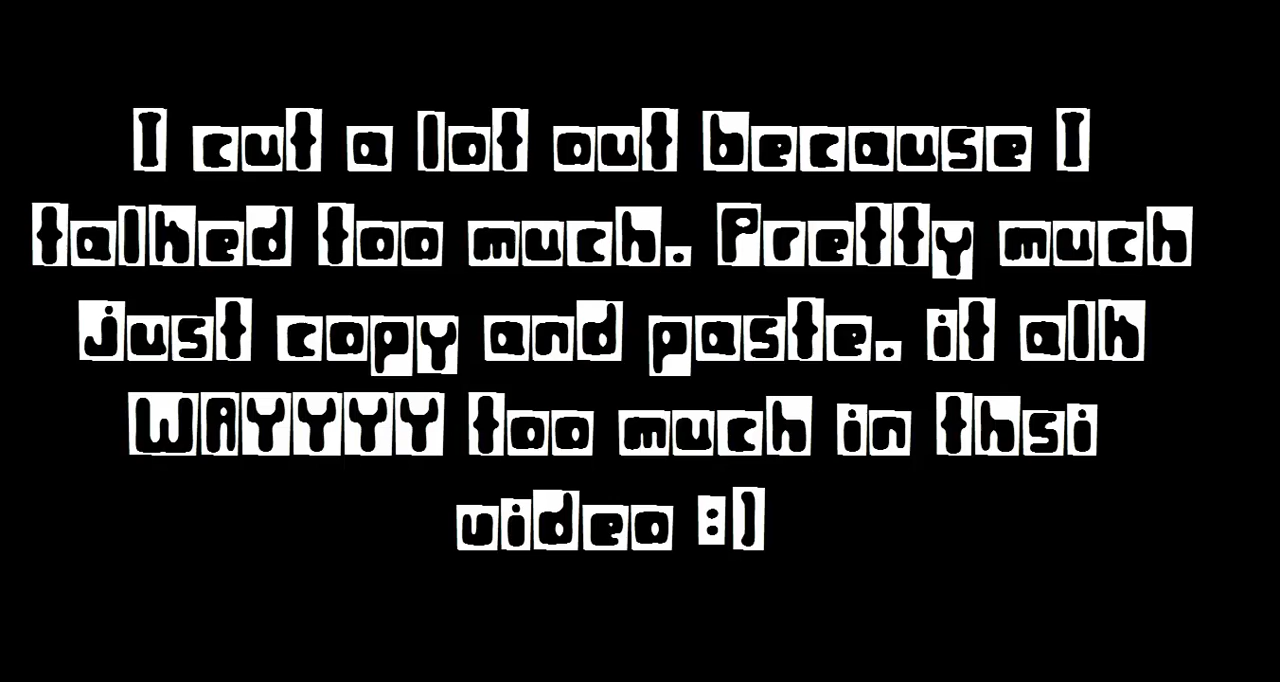 I cut a lot out because I
talked too much. Pretty much
just copy and paste. it alk
WAYYYY too much in thsi
video :)